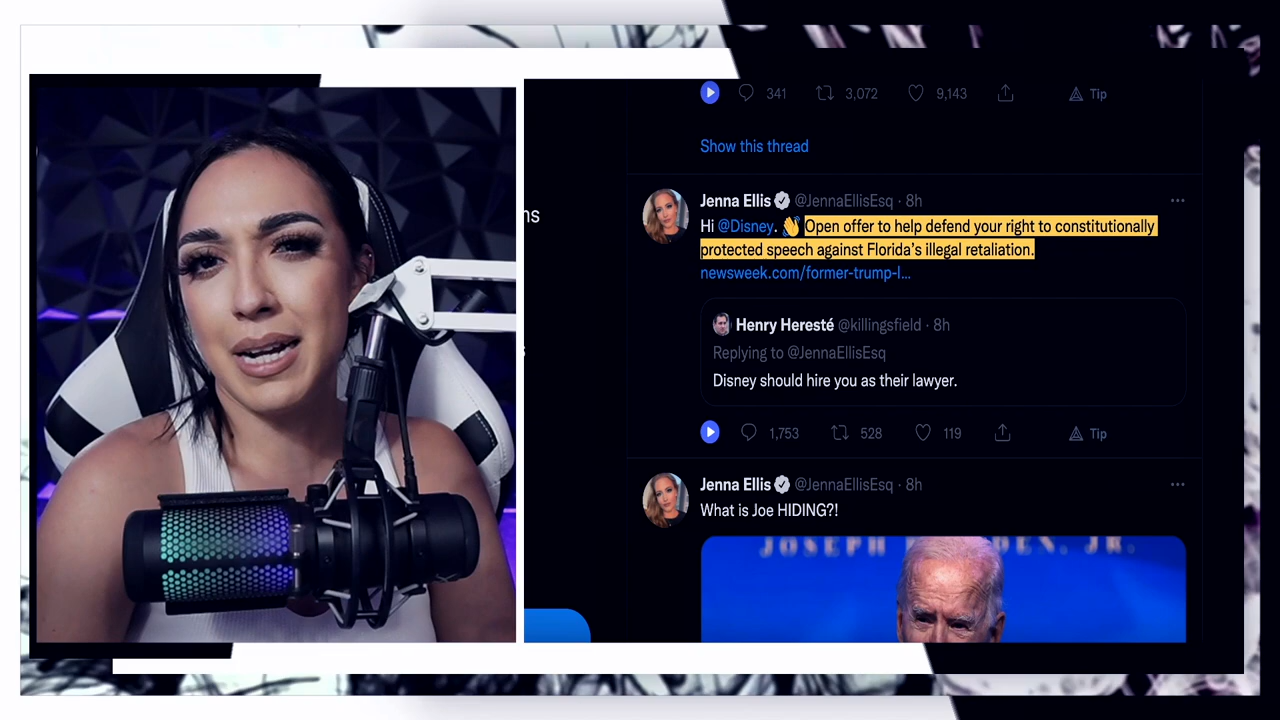 341 3,072 9,143 Tip
Show this thread
ns
Jenna Ellis @JennaEllisEsq · 8h
Hi @Disney. 👋 Open offer to help defend your right to constitutionally
protected speech against Florida's illegal retaliation.
newsweek.com/former-trump-l...
Henry Heresté @killingsfield · 8h
Replying to @JennaEllisEsq
Disney should hire you as their lawyer.
1,753 528 119 Tip
Jenna Ellis @JennaEllisEsq · 8h
What is Joe HIDING?!
JOSEPH DEN, JR.